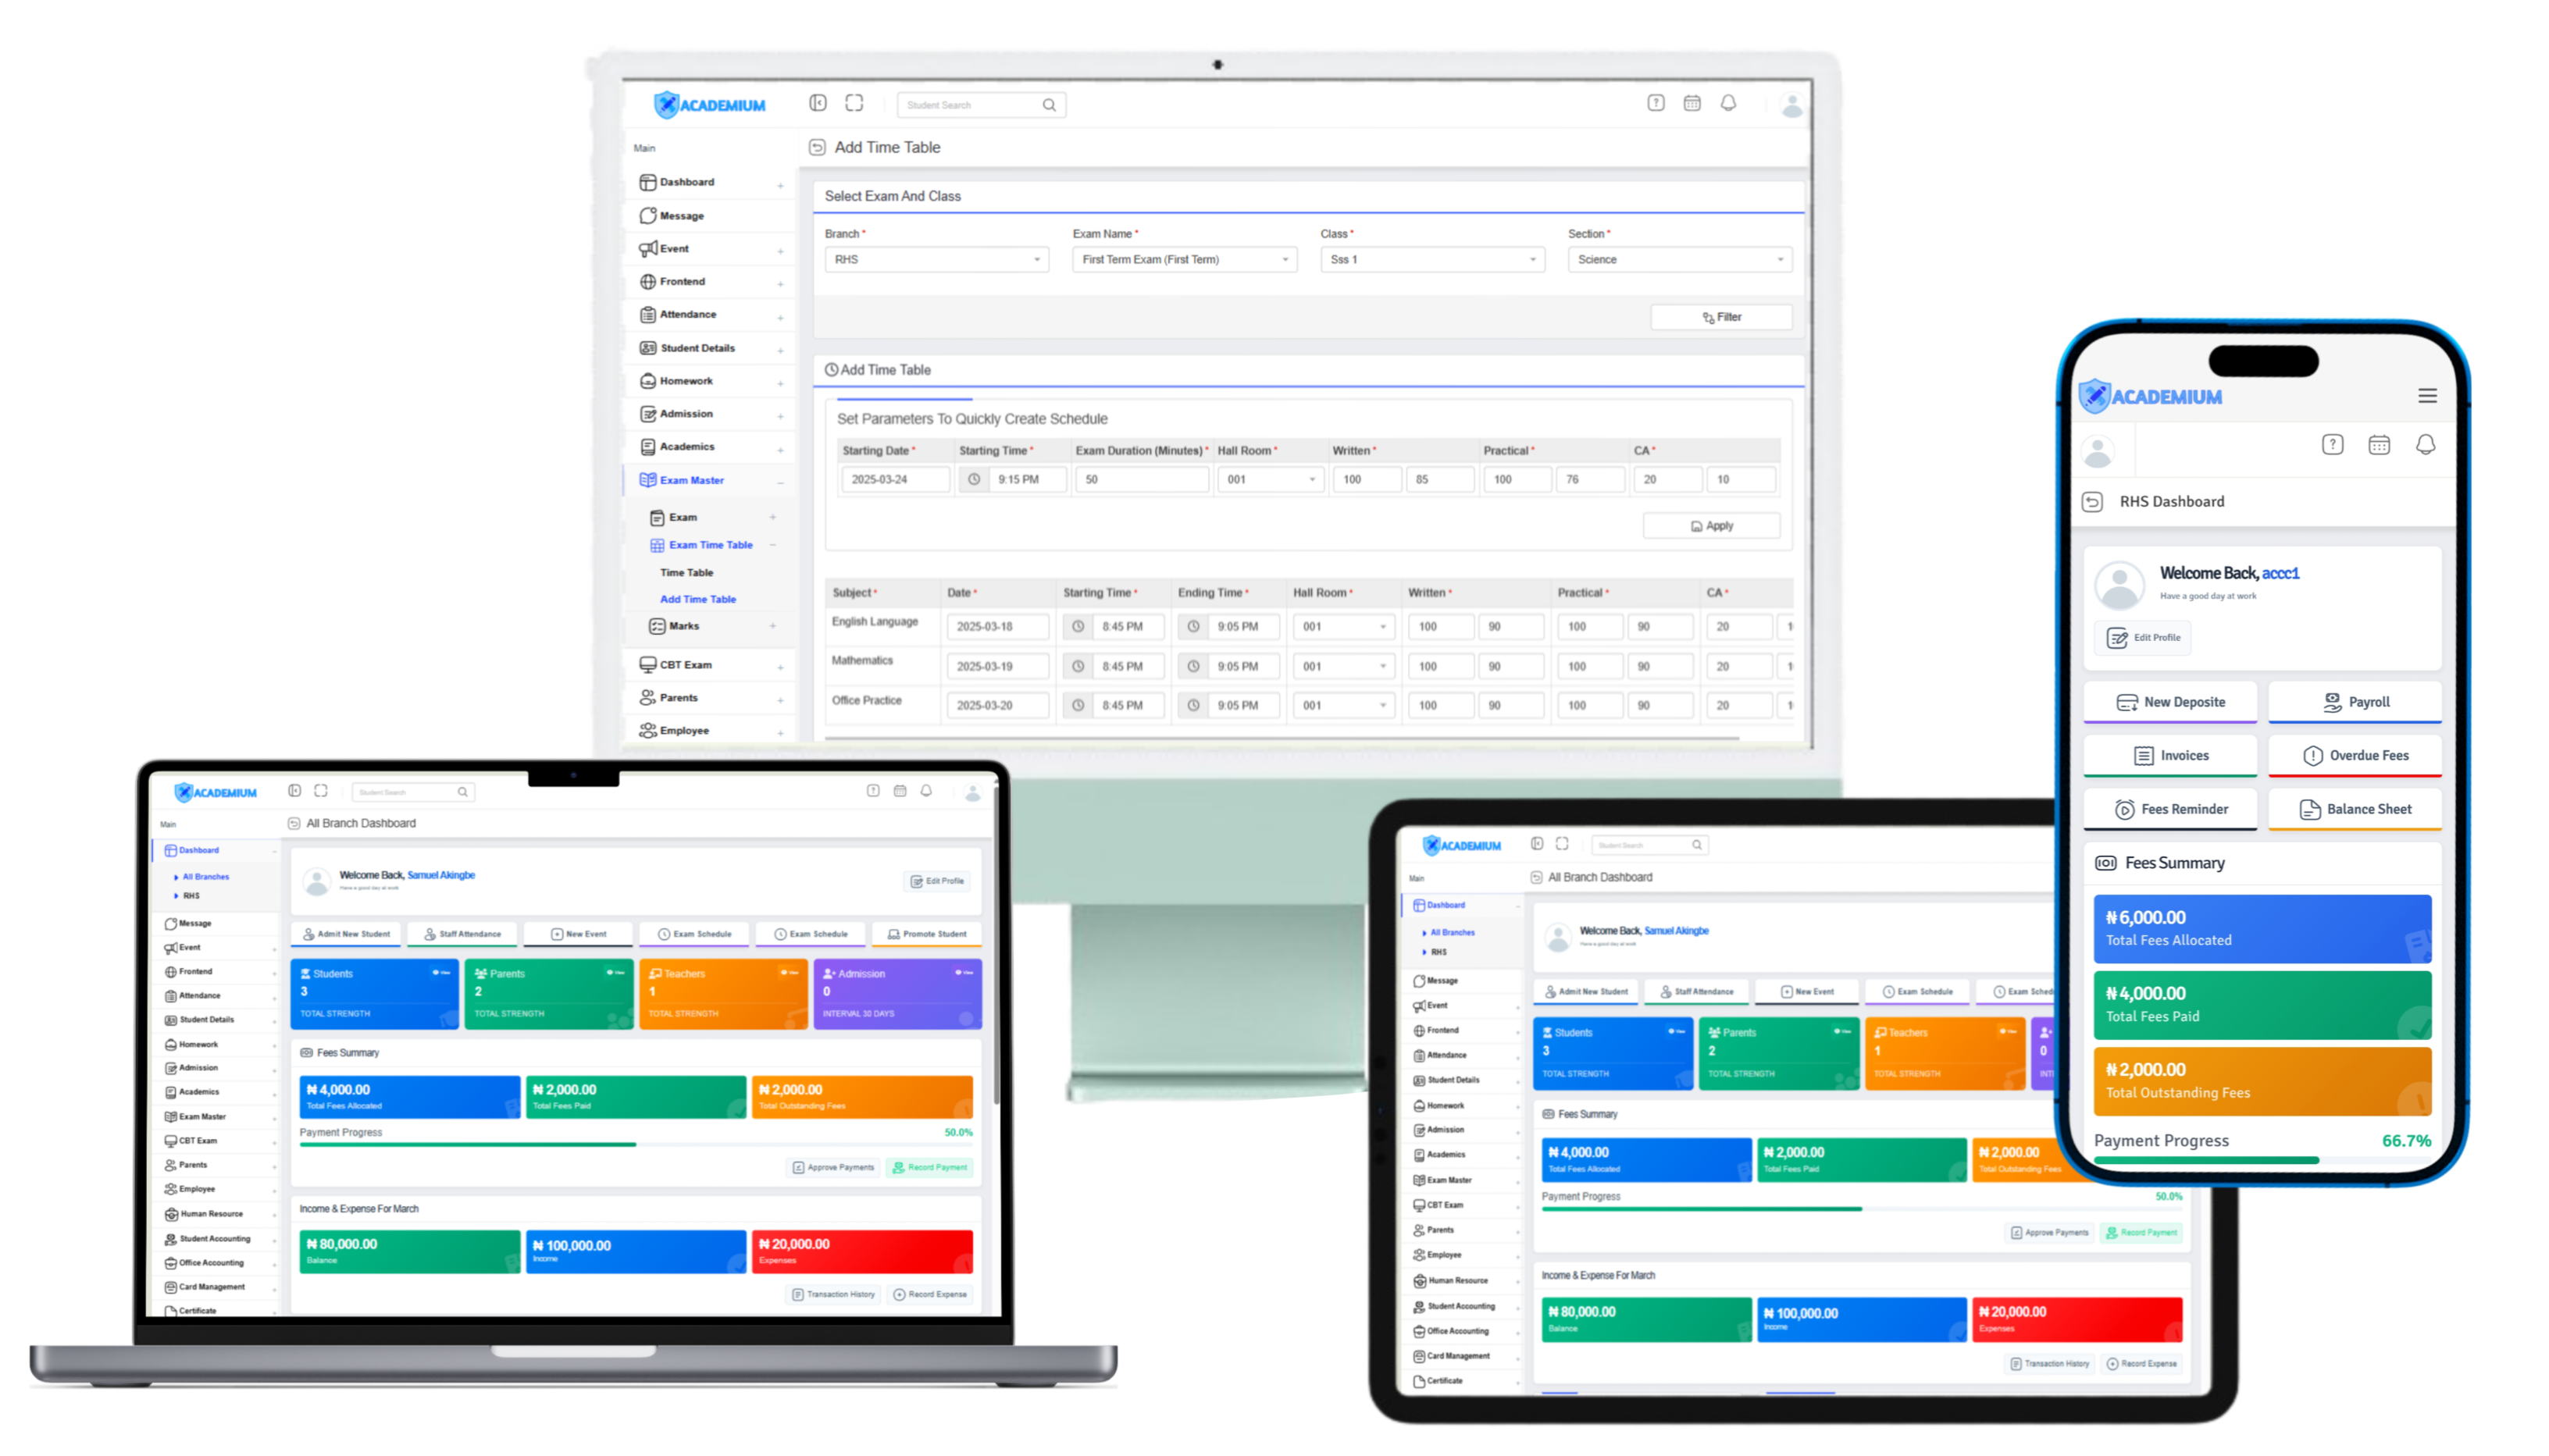 ACADEMIUM
Student Search
Main
Add Time Table
Dashboard
Message
Event
Frontend
Attendance
Student Details
Homework
Admission
Academics
Exam Master
Exam
Exam Time Table
Time Table
Add Time Table
Marks
CBT Exam
Parents
Employee
Select Exam And Class
Branch * Exam Name * Class * Section *
RHS First Term Exam (First Term) Sss 1 Science
Filter
Add Time Table
Set Parameters To Quickly Create Schedule
Starting Date * Starting Time * Exam Duration (Minutes) * Hall Room * Written * Practical * CA *
2025-03-24 9:15 PM 50 001 100 85 100 76 20 10
Apply
Subject * Date * Starting Time * Ending Time * Hall Room * Written * Practical * CA *
English Language 2025-03-18 8:45 PM 9:05 PM 001 100 90 100 90 20
Mathematics 2025-03-19 8:45 PM 9:05 PM 001 100 90 100 90 20
Office Practice 2025-03-20 8:45 PM 9:05 PM 001 100 90 100 90 20
ACADEMIUM
Student Search
Main
All Branch Dashboard
Dashboard
All Branches
RHS
Message
Event
Frontend
Attendance
Student Details
Homework
Admission
Academics
Exam Master
CBT Exam
Parents
Employee
Human Resource
Student Accounting
Office Accounting
Card Management
Certificate
Welcome Back, Samuel Akingbe
Have a good day at work
Edit Profile
Admit New Student Staff Attendance New Event Exam Schedule Exam Schedule Promote Student
Students View Parents View Teachers View Admission View
3 2 1 0
TOTAL STRENGTH TOTAL STRENGTH TOTAL STRENGTH INTERVAL 30 DAYS
Fees Summary
₦ 4,000.00 ₦ 2,000.00 ₦ 2,000.00
Total Fees Allocated Total Fees Paid Total Outstanding Fees
Payment Progress 50.0%
Approve Payments Record Payment
Income & Expense For March
₦ 80,000.00 ₦ 100,000.00 ₦ 20,000.00
Balance Income Expenses
Transaction History Record Expense
ACADEMIUM
Student Search
Main
All Branch Dashboard
Dashboard
All Branches
RHS
Message
Event
Frontend
Attendance
Student Details
Homework
Admission
Academics
Exam Master
CBT Exam
Parents
Employee
Human Resource
Student Accounting
Office Accounting
Card Management
Certificate
Welcome Back, Samuel Akingbe
Have a good day at work
Admit New Student Staff Attendance New Event Exam Schedule Exam Sched
Students Parents Teachers
3 2 1 0
TOTAL STRENGTH TOTAL STRENGTH TOTAL STRENGTH INT
Fees Summary
₦ 4,000.00 ₦ 2,000.00 ₦ 2,000.00
Total Fees Allocated Total Fees Paid Total Outstanding Fees
Payment Progress 50.0%
Approve Payments Record Payment
Income & Expense For March
₦ 80,000.00 ₦ 100,000.00 ₦ 20,000.00
Balance Income Expenses
Transaction History Record Expense
ACADEMIUM
RHS Dashboard
Welcome Back, accc1
Have a good day at work
Edit Profile
New Deposite Payroll
Invoices Overdue Fees
Fees Reminder Balance Sheet
Fees Summary
₦ 6,000.00
Total Fees Allocated
₦ 4,000.00
Total Fees Paid
₦ 2,000.00
Total Outstanding Fees
Payment Progress 66.7%